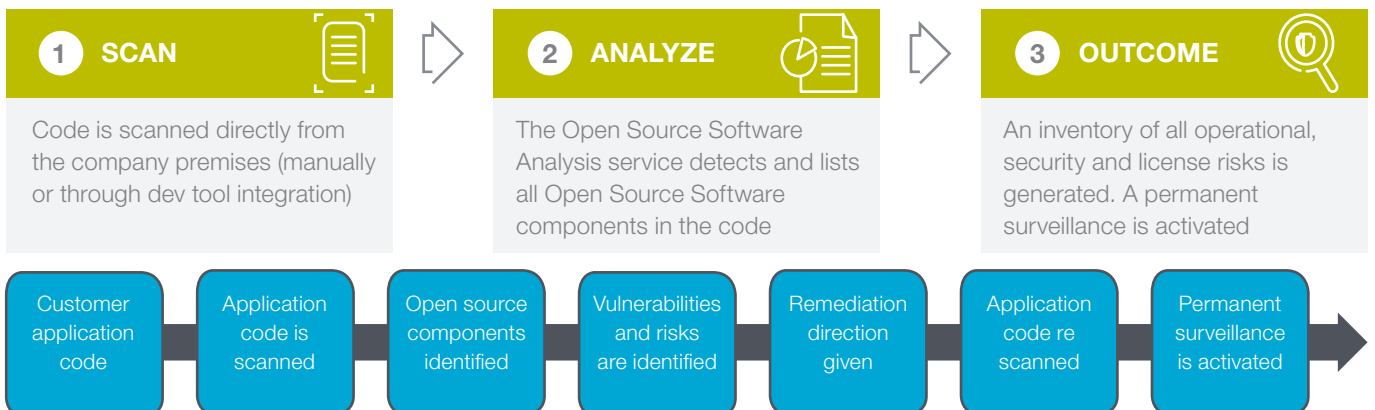 1 SCAN
Code is scanned directly from
the company premises (manually
or through dev tool integration)
2 ANALYZE
The Open Source Software
Analysis service detects and lists
all Open Source Software
components in the code
3 OUTCOME
An inventory of all operational,
security and license risks is
generated. A permanent
surveillance is activated
Customer
application
code
Application
code is
scanned
Open source
components
identified
Vulnerabilities
and risks
are identified
Remediation
direction
given
Application
code re
scanned
Permanent
surveillance
is activated